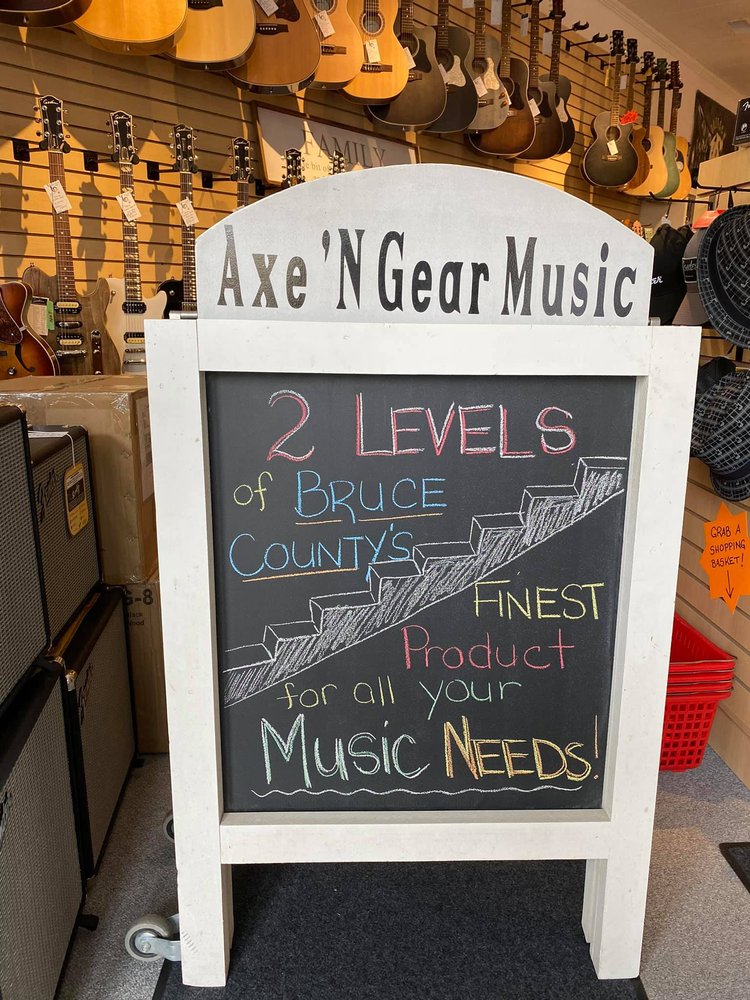 FAMILY
Axe 'N Gear Music
2 LEVELS
of BRUCE
COUNTY'S
FINEST
Product
for all your
MUSIC NEEDS!
GRAB A
SHOPPING
BASKET!